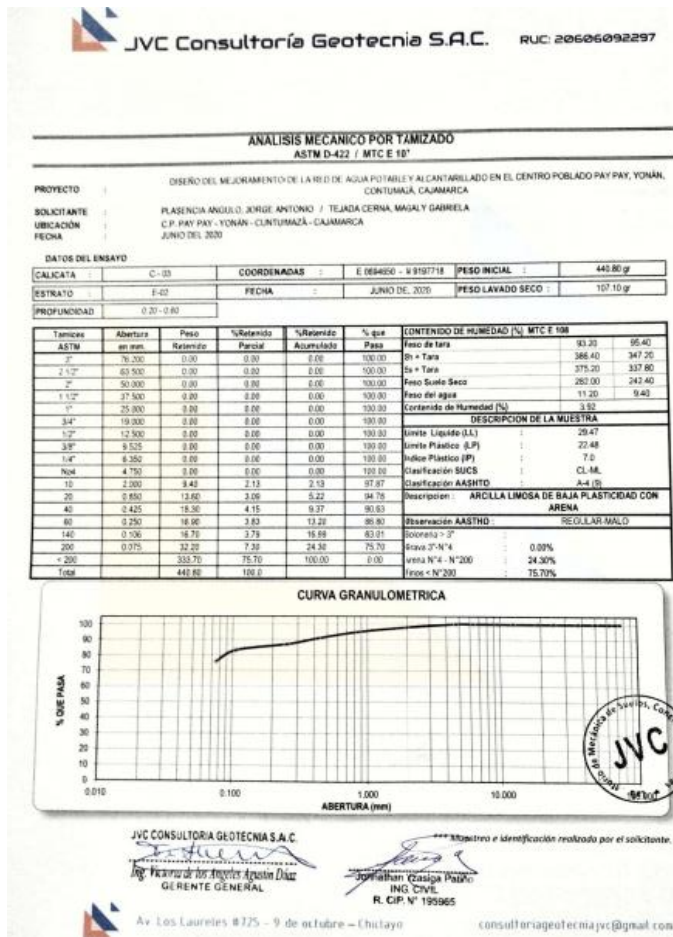 JVC Consultoría Geotecnia S.A.C. RUC: 20606092297
ANALISIS MECÁNICO POR TAMIZADO
ASTM D-422 / MTC E 10
PROYECTO : DISEÑO DEL MEJORAMIENTO DE LA RED DE AGUA POTABLE Y ALCANTARILLADO EN EL CENTRO POBLADO PAY PAY, YONÁN,
CONTUMAZÁ, CAJAMARCA
SOLICITANTE : PLASENCIA ANGULO, JORGE ANTONIO / TEJADA CERNA, MAGALY GABRIELA
UBICACIÓN : C.P. PAY PAY - YONÁN - CUNTUMAZÁ - CAJAMARCA
FECHA : JUNIO DEL 2020
DATOS DEL ENSAYO
CALICATA : C - 03 COORDENADAS : E 0694650 - N 9197718 PESO INICIAL : 440.80 gr
ESTRATO : E-02 FECHA : JUNIO DE, 2020 PESO LAVADO SECO : 107.10 gr
PROFUNDIDAD 0.20 - 0.80
Tamices Abertura Peso %Retenido %Retenido % que CONTENIDO DE HUMEDAD (%) MTC E 108
ASTM en mm. Retenido Parcial Acumulado Pasa Peso de tara 93.20 95.40
3" 76.200 0.00 0.00 0.00 100.00 + Tara 386.40 347.20
2 1/2" 63.500 0.00 0.00 0.00 100.00 + Tara 375.20 337.80
2" 50.000 0.00 0.00 0.00 100.00 Peso Suelo Seco 282.00 242.40
1 1/2" 37.500 0.00 0.00 0.00 100.00 Peso del agua 11.20 9.40
1" 25.000 0.00 0.00 0.00 100.00 Contenido de Humedad (%) 3.92
3/4" 19.000 0.00 0.00 0.00 100.00 DESCRIPCION DE LA MUESTRA
1/2" 12.500 0.00 0.00 0.00 100.00 Limite Liquido (LL) : 29.47
3/8" 9.525 0.00 0.00 0.00 100.00 Limite Plástico (LP) : 22.48
1/4" 6.350 0.00 0.00 0.00 100.00 Indice Plástico (IP) : 7.0
No4 4.750 0.00 0.00 0.00 100.00 Clasificación SUCS : CL-ML
10 2.000 9.40 2.13 2.13 97.87 Clasificación AASHTO : A-4 (9)
20 0.850 13.60 3.09 5.22 94.78 Descripcion : ARCILLA LIMOSA DE BAJA PLASTICIDAD CON
40 0.425 18.30 4.15 9.37 90.63 ARENA
60 0.250 16.90 3.83 13.20 86.80 Observación AASTHO : REGULAR-MALO
140 0.106 16.70 3.79 16.99 83.01 Boloneria > 3" :
200 0.075 32.20 7.30 24.30 75.70 Grava 3"-N°4 : 0.00%
< 200 333.70 75.70 100.00 0.00 Arena N°4 - N°200 : 24.30%
Total 440.80 100.0 Finos < N°200 : 75.70%
CURVA GRANULOMETRICA
% QUE PASA
100
90
80
70
60
50
40
30
20
10
0
0.010 0.100 1.000 10.000
ABERTURA (mm)
de Mecánica de Suelos,
JVC
JVC CONSULTORIA GEOTECNIA S.A.C.
Ing. Victoria de los Angeles Agustin Díaz
GERENTE GENERAL
*** Muestreo e identificación realizado por el solicitante.
Johnathan Yzasiga Patiño
ING. CIVIL
R. CIP. N° 195965
Av. Los Laureles #725 - 9 de octubre – Chiclayo consultoriageotecniajvc@gmail.com